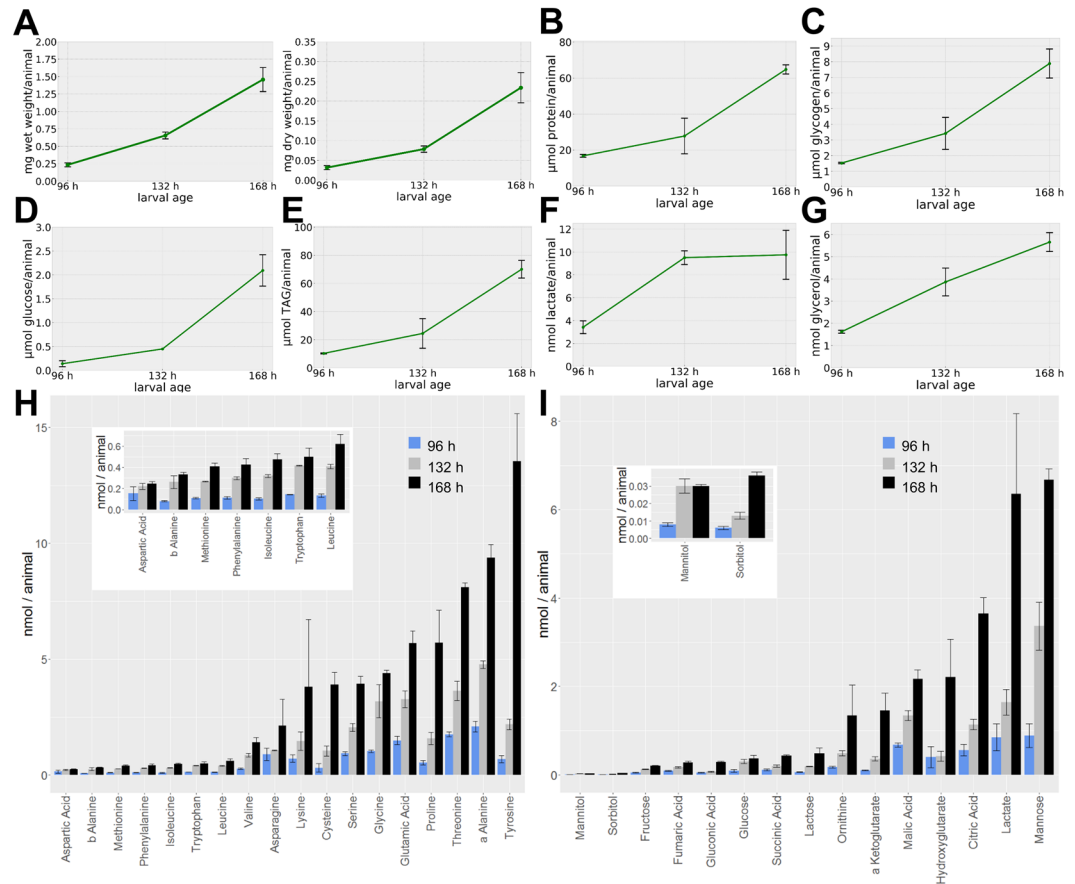 A
2.00
1.75
1.50
1.25
1.00
0.75
0.50
0.25
0.00
mg wet weight/animal
96 h 132 h 168 h
larval age
0.35
0.30
0.25
0.20
0.15
0.10
0.05
0.00
mg dry weight/animal
96 h 132 h 168 h
larval age
B
80
60
40
20
0
µmol protein/animal
96 h 132 h 168 h
larval age
C
9
8
7
6
5
4
3
2
1
0
µmol glycogen/animal
96 h 132 h 168 h
larval age
D
3.0
2.5
2.0
1.5
1.0
0.5
0.0
µmol glucose/animal
96 h 132 h 168 h
larval age
E
100
80
60
40
20
0
µmol TAG/animal
96 h 132 h 168 h
larval age
F
12
10
8
6
4
2
0
nmol lactate/animal
96 h 132 h 168 h
larval age
G
6
5
4
3
2
1
0
nmol glycerol/animal
96 h 132 h 168 h
larval age
H
15
10
5
0
nmol / animal
0.6
0.4
0.2
0.0
nmol / animal
Aspartic Acid
b Alanine
Methionine
Phenylalanine
Isoleucine
Tryptophan
Leucine
96 h
132 h
168 h
Aspartic Acid
b Alanine
Methionine
Phenylalanine
Isoleucine
Tryptophan
Leucine
Valine
Asparagine
Lysine
Cysteine
Serine
Glycine
Glutamic Acid
Proline
Threonine
a Alanine
Tyrosine
I
8
6
4
2
0
nmol / animal
0.03
0.02
0.01
0.00
nmol / animal
Mannitol
Sorbitol
96 h
132 h
168 h
Mannitol
Sorbitol
Fructose
Fumaric Acid
Gluconic Acid
Glucose
Succinic Acid
Lactose
Ornithine
a Ketoglutarate
Malic Acid
Hydroxyglutarate
Citric Acid
Lactate
Mannose